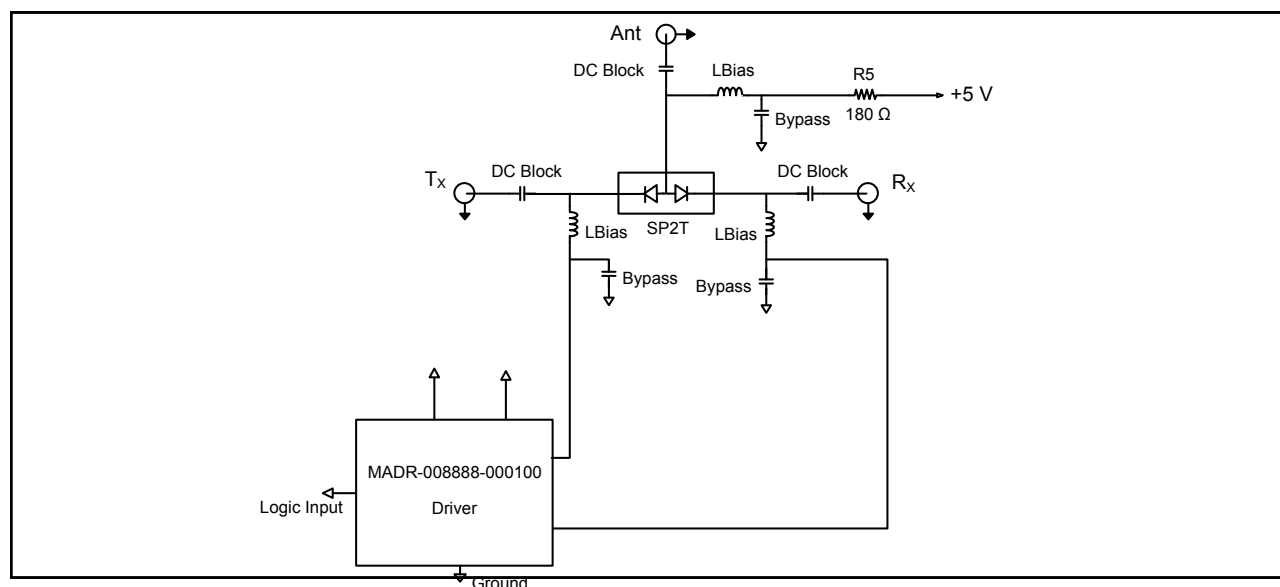 Ant
DC Block
LBias
R5
+5 V
180 Ω
Bypass
DC Block
DC Block
TX
RX
SP2T
LBias
LBias
Bypass
Bypass
MADR-008888-000100
Logic Input
Driver
Ground